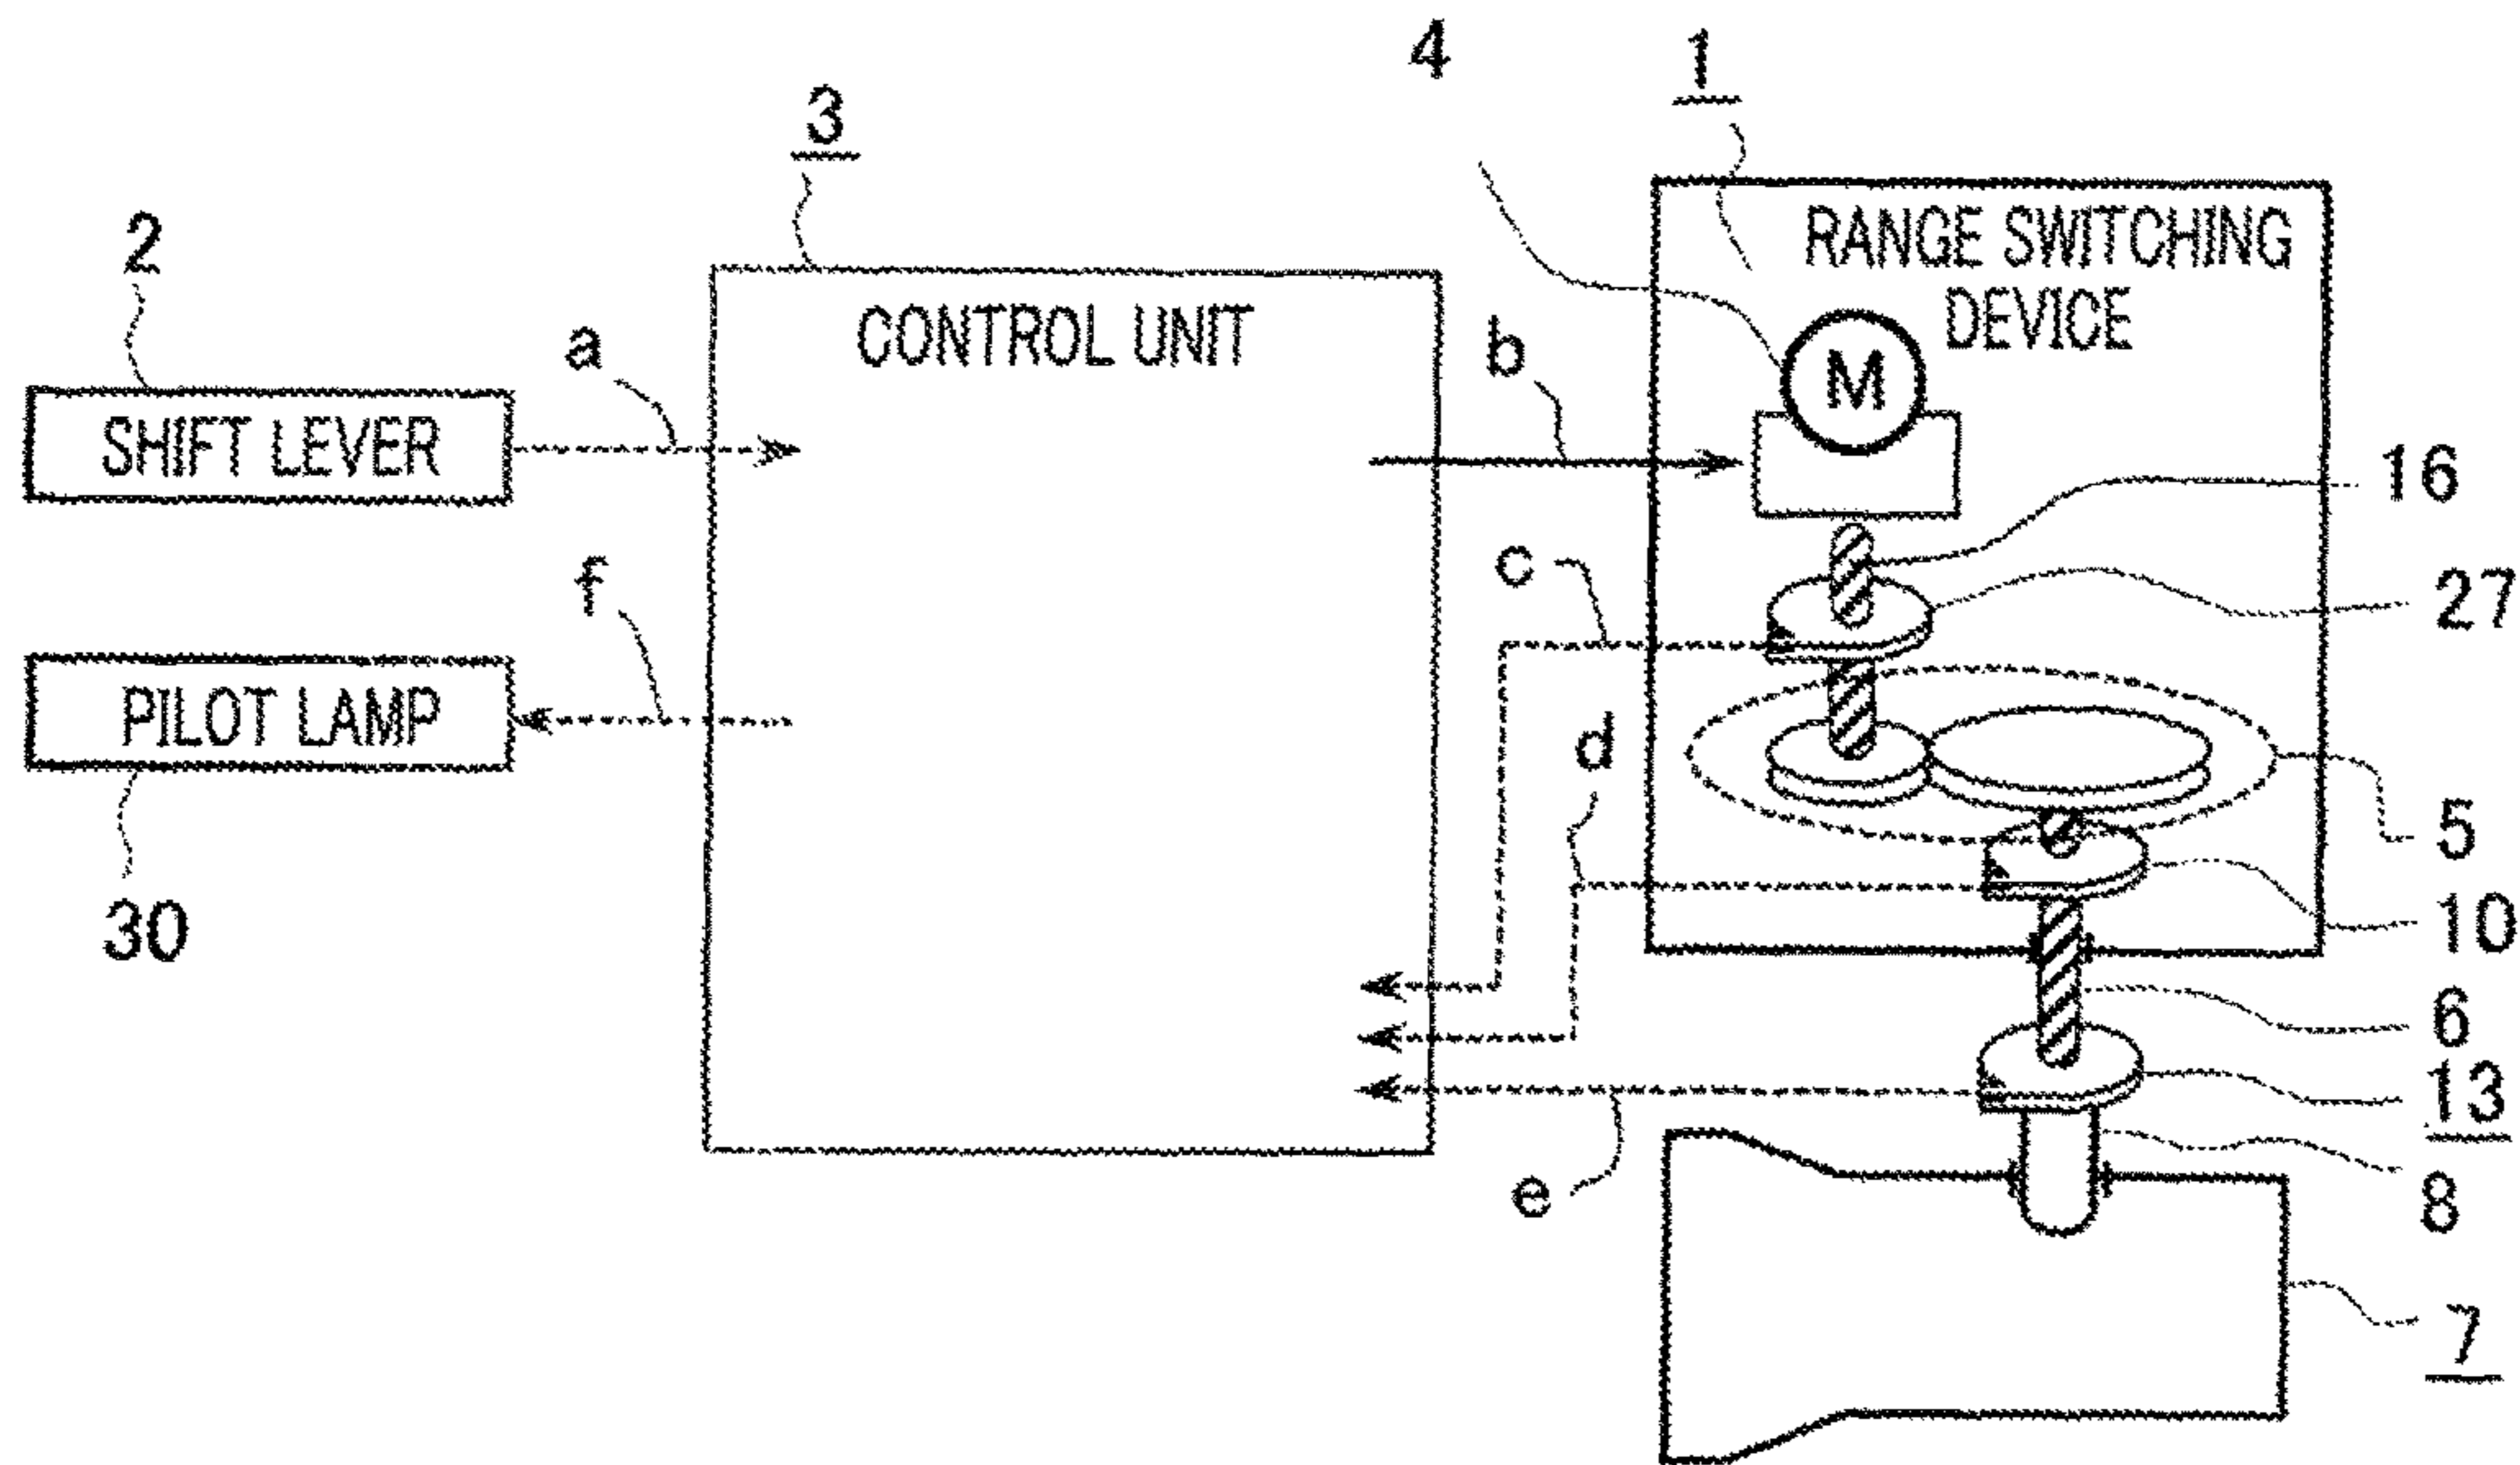 4
1
3
2
RANGE SWITCHING
DEVICE
CONTROL UNIT
a
b
M
SHIFT LEVER
16
c
27
f
PILOT LAMP
d
5
30
10
6
13
e
8
7